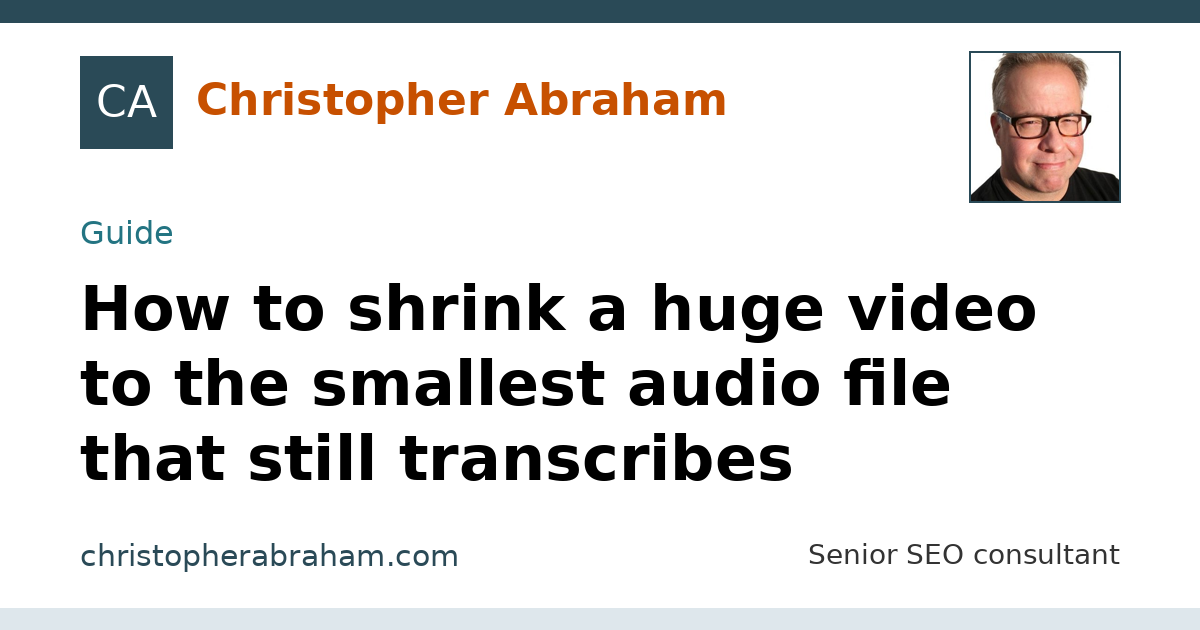 CA
Christopher Abraham
Guide
How to shrink a huge video
to the smallest audio file
that still transcribes
christopherabraham.com
Senior SEO consultant